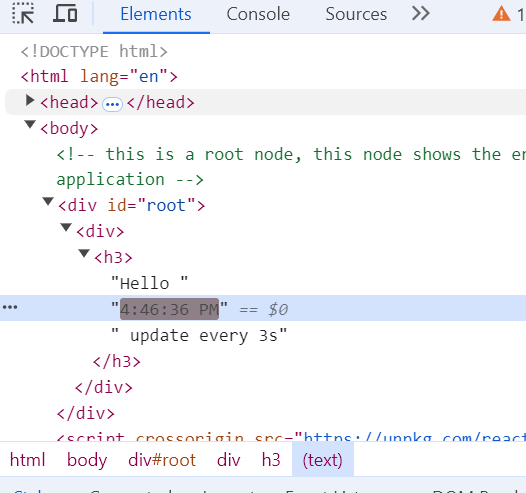 Elements Console Sources 1
<!DOCTYPE html>
<html lang="en">
<head> … </head>
<body>
<!-- this is a root node, this node shows the
application -->
<div id="root">
<div>
<h3>
"Hello "
"4:46:36 PM" == $0
" update every 3s"
</h3>
</div>
</div>
<script crossorigin src="https://unpkg.com/react
html body div#root div h3 (text)